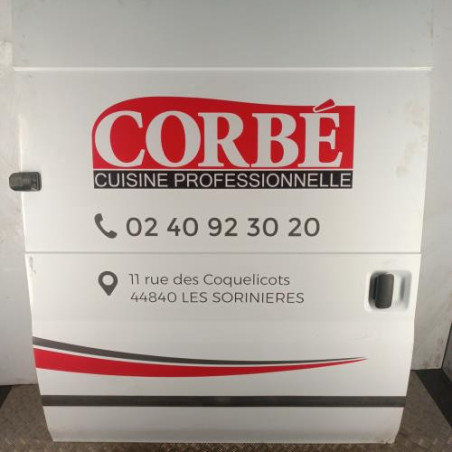 CORBÉ
CUISINE PROFESSIONNELLE
02 40 92 30 20
11 rue des Coquelicots
44840 LES SORINIERES